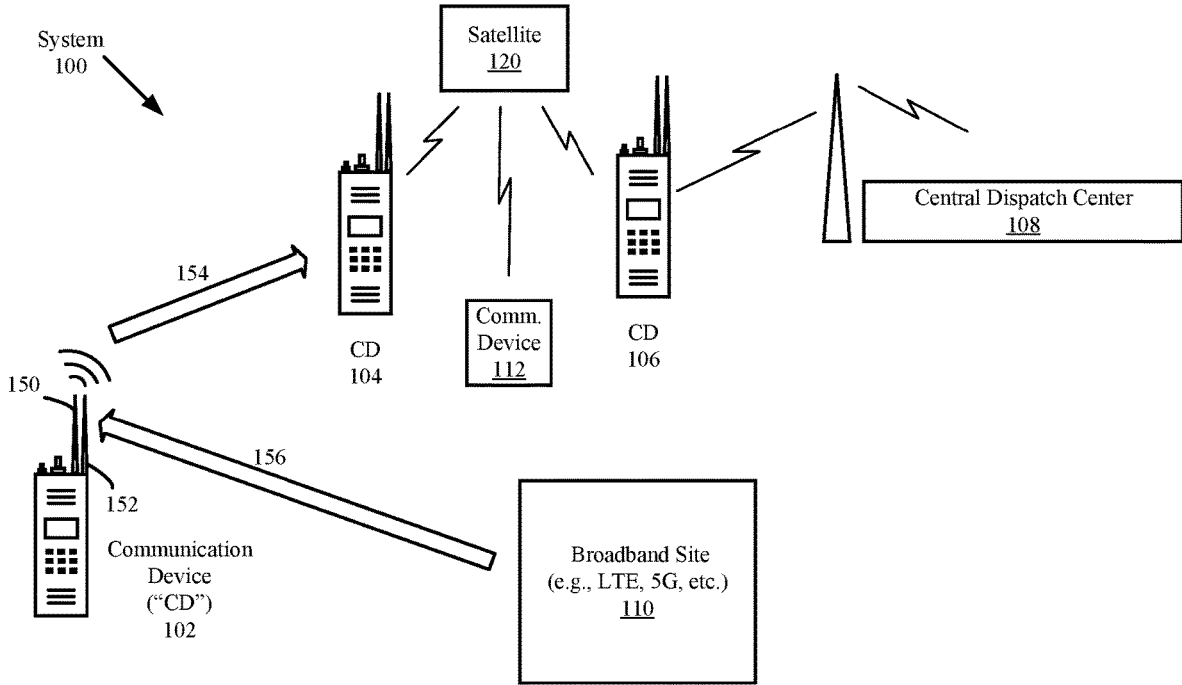 System
100
Satellite
120
Central Dispatch Center
108
154
CD
104
Comm.
Device
112
CD
106
150
152
156
Communication
Device
(“CD”)
102
Broadband Site
(e.g., LTE, 5G, etc.)
110